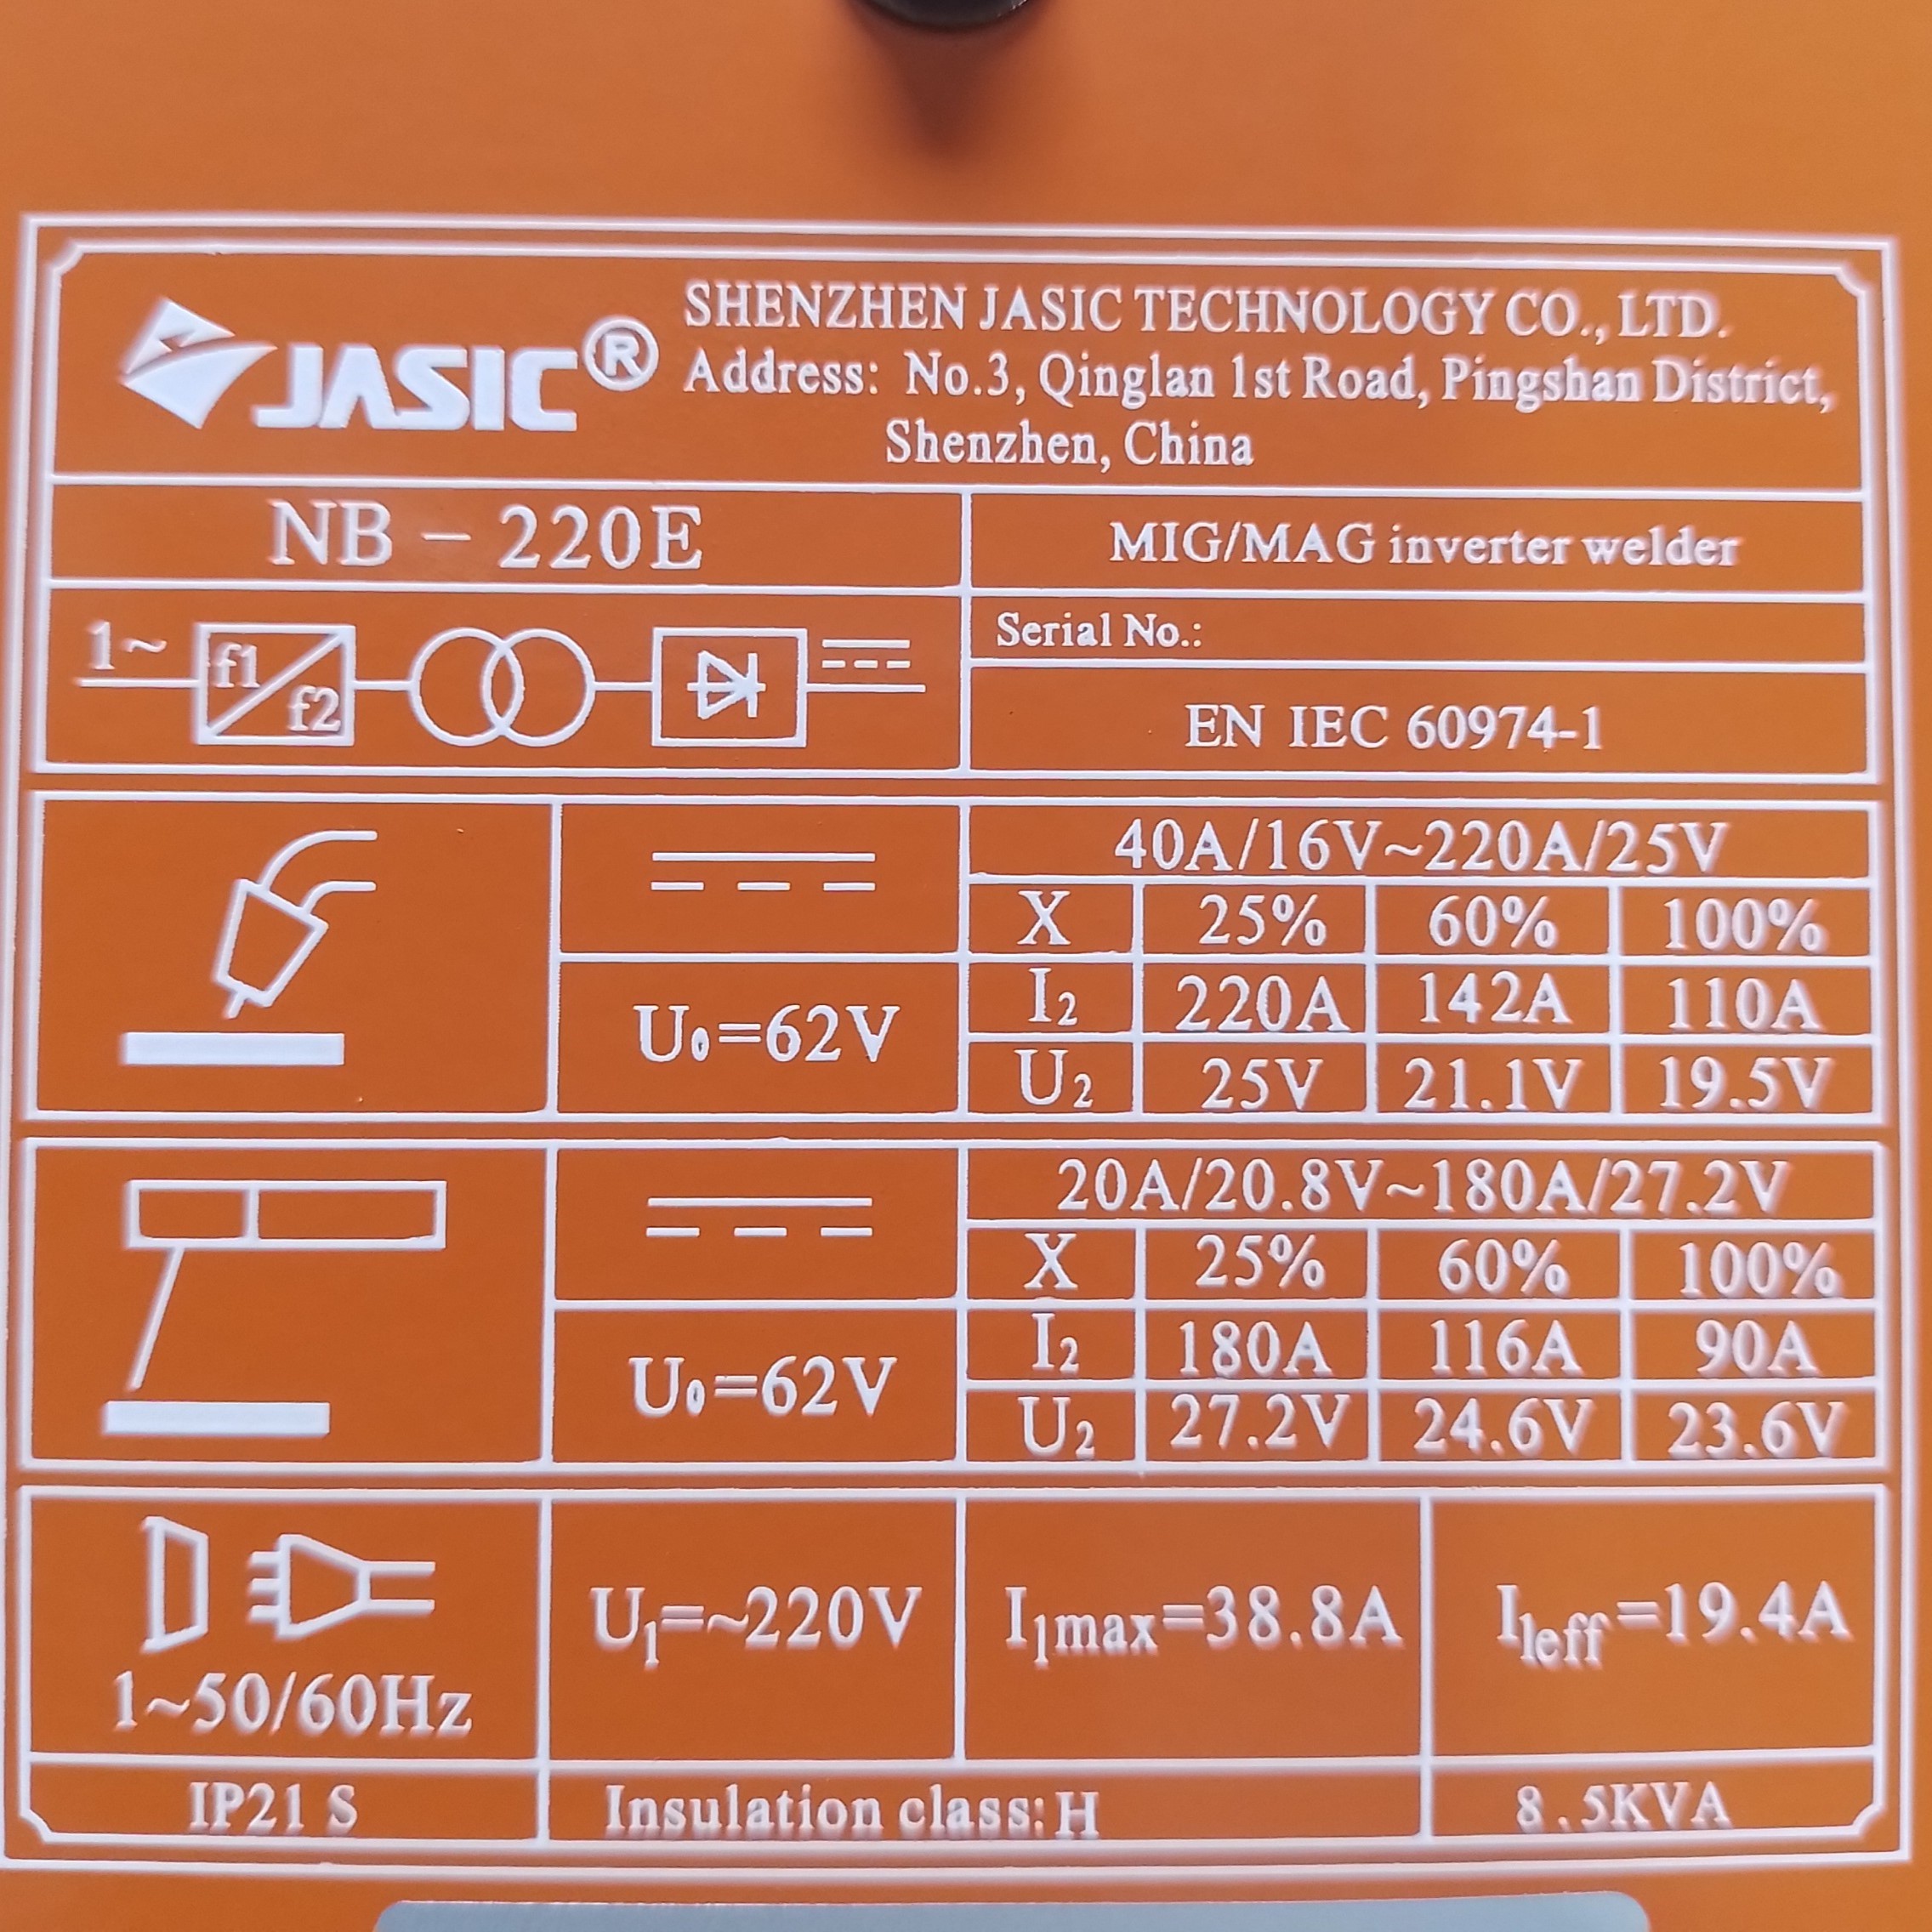 JASIC®
SHENZHEN JASIC TECHNOLOGY CO., LTD.
Address: No.3, Qinglan 1st Road, Pingshan District,
Shenzhen, China
NB - 220E
MIG/MAG inverter welder
1~ f1 f2
Serial No.:
EN IEC 60974-1
40A/16V~220A/25V
X 25% 60% 100%
U₀=62V
I₂ 220A 142A 110A
U₂ 25V 21.1V 19.5V
20A/20.8V~180A/27.2V
X 25% 60% 100%
U₀=62V
I₂ 180A 116A 90A
U₂ 27.2V 24.6V 23.6V
1~50/60Hz
U₁=~220V
I₁max=38.8A
I₁eff=19.4A
IP21 S
Insulation class: H
8.5KVA